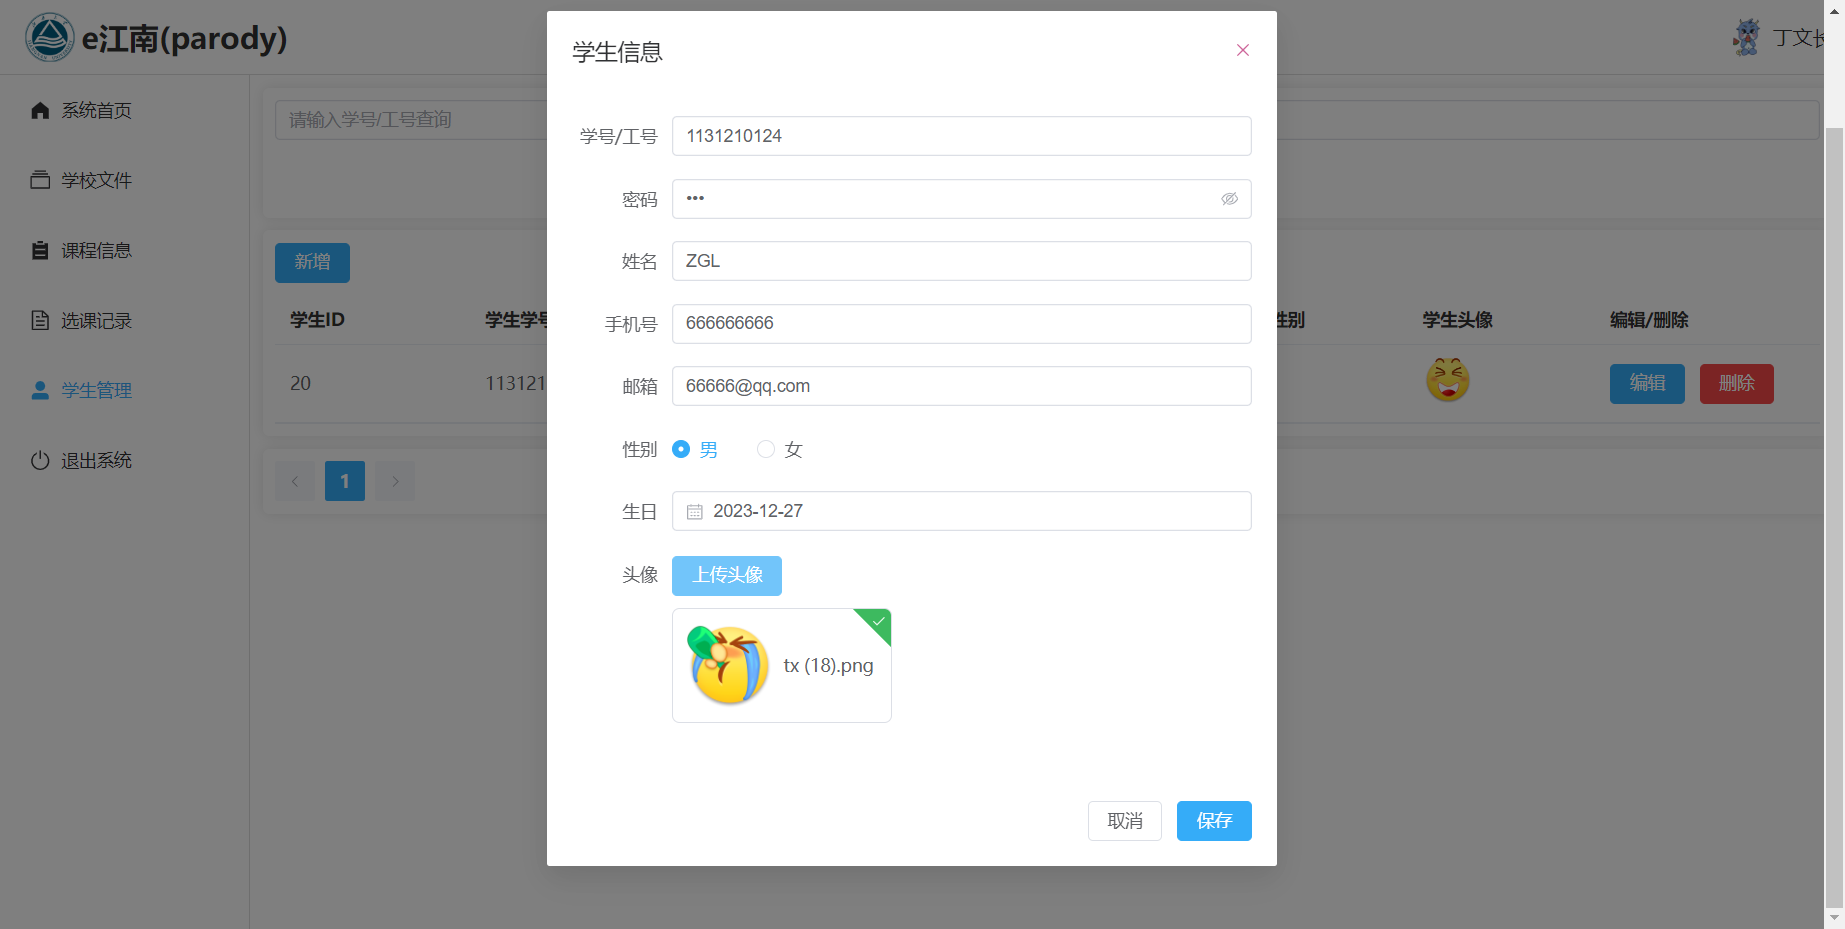 e江南(parody)
丁文长
系统首页
学校文件
课程信息
选课记录
学生管理
退出系统
请输入学号/工号查询
新增
学生ID 学生学号 性别 学生头像 编辑/删除
20 113121 编辑 删除
1
学生信息
学号/工号 1131210124
密码 •••
姓名 ZGL
手机号 666666666
邮箱 66666@qq.com
性别 男 女
生日 2023-12-27
头像 上传头像
tx (18).png
取消 保存